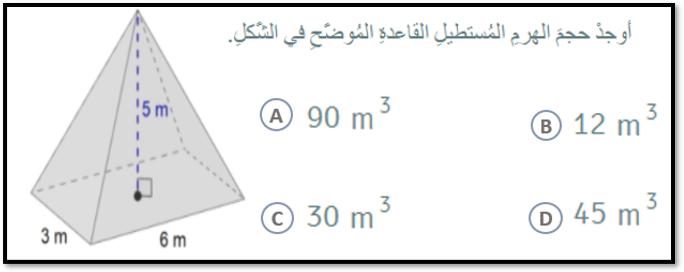 أوجدْ حجمَ الهرمِ المُستطيلِ القاعدةِ المُوضَّحِ في الشَّكلِ.
5 m
3 m
6 m
A 90 m³
B 12 m³
C 30 m³
D 45 m³